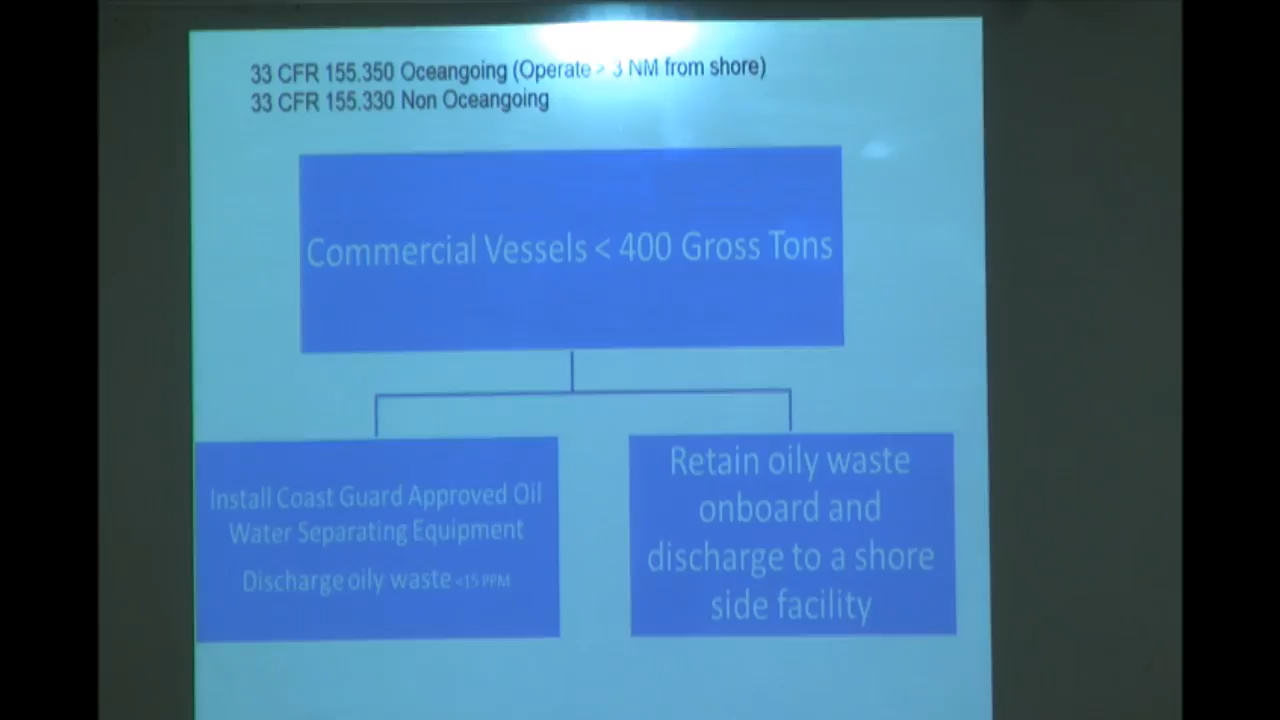 33 CFR 155.350 Oceangoing (Operate > 3 NM from shore)
33 CFR 155.330 Non Oceangoing
Commercial Vessels < 400 Gross Tons
Install Coast Guard Approved Oil
Water Separating Equipment
Discharge oily waste <15 PPM
Retain oily waste
onboard and
discharge to a shore
side facility